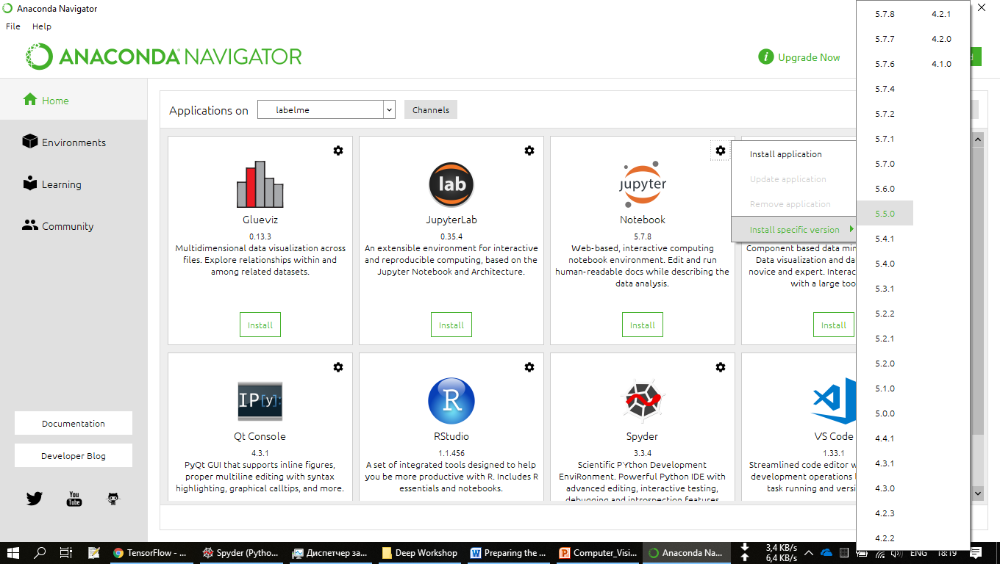 Anaconda Navigator
File Help
ANACONDA NAVIGATOR
Upgrade Now
Home
Environments
Learning
Community
Documentation
Developer Blog
You
Tube
Applications on labelme Channels
Glueviz
0.13.3
Multidimensional data visualization across
files. Explore relationships within and
among related datasets.
Install
lab
JupyterLab
0.35.4
An extensible environment for interactive
and reproducible computing, based on the
Jupyter Notebook and Architecture.
Install
jupyter
Notebook
5.7.8
Web-based, interactive computing
notebook environment. Edit and run
human-readable docs while describing the
data analysis.
Install
Component based data
Data visualization and
novice and expert.
with a large
Install
Install application
Update application
Remove application
Install specific version
5.7.8
5.7.7
5.7.6
5.7.4
5.7.2
5.7.1
5.7.0
5.6.0
5.5.0
5.4.1
5.4.0
5.3.1
5.2.2
5.2.1
5.2.0
5.1.0
5.0.0
4.4.1
4.3.1
4.3.0
4.2.3
4.2.2
4.2.1
4.2.0
4.1.0
IP[y]:
Qt Console
4.3.1
PyQt GUI that supports inline figures,
proper multiline editing with syntax
highlighting, graphical calltips, and more.
R
RStudio
1.1.456
A set of integrated tools designed to help
you be more productive with R. Includes R
essentials and notebooks.
Spyder
3.3.4
Scientific PYthon Development
EnviRonment. Powerful Python IDE with
advanced editing, interactive testing,
debugging and introspection features
VS Code
1.33.1
Streamlined code editor
development operations
task running and
TensorFlow - ... Spyder (Pytho... Диспетчер за... Deep Workshop Preparing the ... Computer_Visi... Anaconda Na... 3,4 KB/s
6,4 KB/s
ENG 18:19